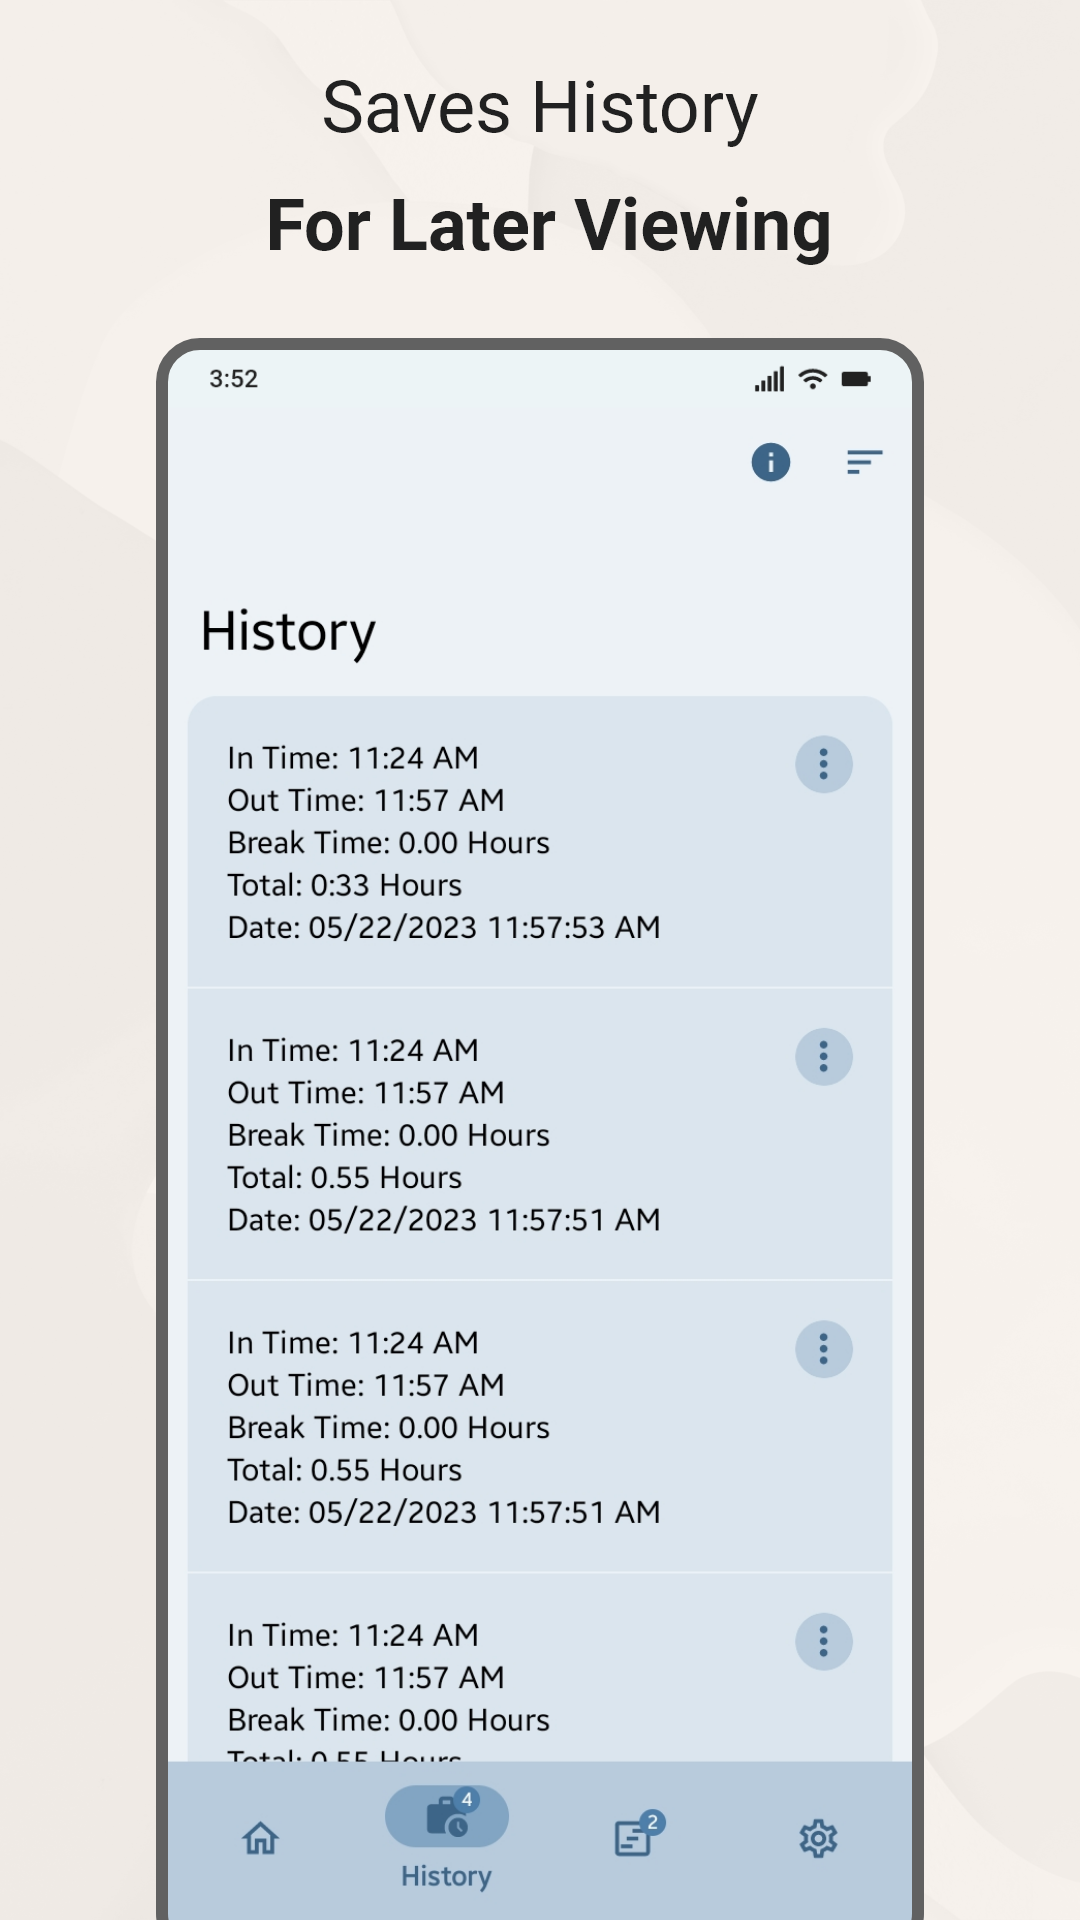 Saves History
For Later Viewing
3:52
History
In Time: 11:24 AM
Out Time: 11:57 AM
Break Time: 0.00 Hours
Total: 0:33 Hours
Date: 05/22/2023 11:57:53 AM
In Time: 11:24 AM
Out Time: 11:57 AM
Break Time: 0.00 Hours
Total: 0.55 Hours
Date: 05/22/2023 11:57:51 AM
In Time: 11:24 AM
Out Time: 11:57 AM
Break Time: 0.00 Hours
Total: 0.55 Hours
Date: 05/22/2023 11:57:51 AM
In Time: 11:24 AM
Out Time: 11:57 AM
Break Time: 0.00 Hours
Total: 0.55 Hours
4
2
History